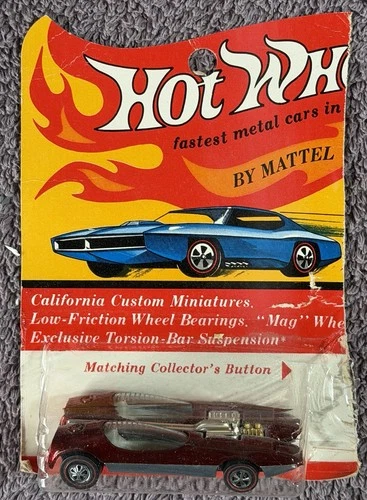 HOT WH
fastest metal cars in
BY MATTEL
California Custom Miniatures.
Low-Friction Wheel Bearings. "Mag" Whe
Exclusive Torsion-Bar Suspension
Matching Collector's Button